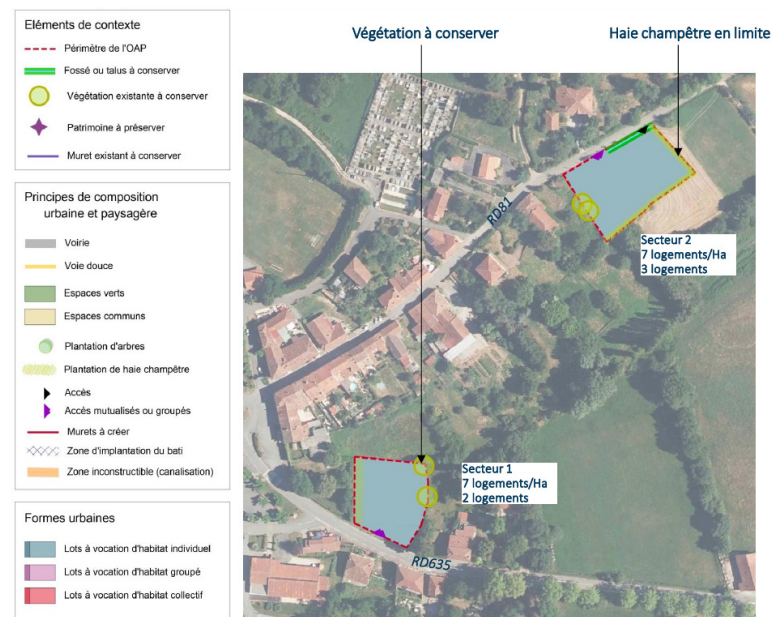 Végétation à conserver
Haie champêtre en limite
Eléments de contexte
Périmètre de l'OAP
Fossé ou talus à conserver
Végétation existante à conserver
Patrimoine à préserver
Muret existant à conserver
Principes de composition
urbaine et paysagère
Voirie
Voie douce
Espaces verts
Espaces communs
Plantation d'arbres
Plantation de haie champêtre
Accès
Accès mutualisés ou groupés
Murets à créer
Zone d'implantation du bati
Zone inconstructible (canalisation)
Formes urbaines
Lots à vocation d'habitat individuel
Lots à vocation d'habitat groupé
Lots à vocation d'habitat collectif
RD81
Secteur 2
7 logements/Ha
3 logements
Secteur 1
7 logements/Ha
2 logements
RD635